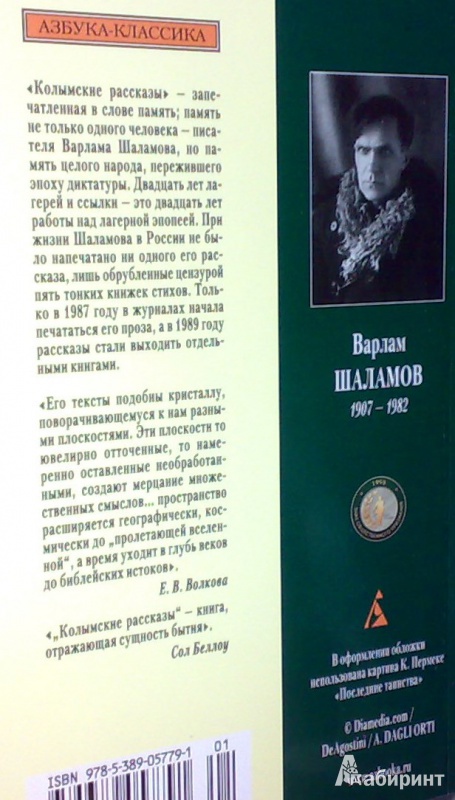 АЗБУКА-КЛАССИКА
«Колымские рассказы» – запе-
чатленная в слове память; память
не только одного человека – писа-
теля Варлама Шаламова, но па-
мять целого народа, пережившего
эпоху диктатуры. Двадцать лет ла-
герей и ссылки – это двадцать лет
работы над лагерной эпопеей. При
жизни Шаламова в России не бы-
ло напечатано ни одного его рас-
сказа, лишь обрубленные цензурой
пять тонких книжек стихов. Толь-
ко в 1987 году в журналах начала
печататься его проза, а в 1989 году
рассказы стали выходить отдель-
ными книгами.
«Его тексты подобны кристаллу,
поворачивающемуся к нам разны-
ми плоскостями. Эти плоскости то
ювелирно отточенные, то наме-
ренно оставленные необработан-
ными, создают мерцание множе-
ственных смыслов... пространство
расширяется географически, кос-
мически до „пролетающей вселен-
ной“, а время уходит в глубь веков
до библейских истоков».
Е. В. Волкова
«„Колымские рассказы“ – книга,
отражающая сущность бытия».
Сол Беллоу
ISBN 978-5-389-05779-1
01
Варлам
ШАЛАМОВ
1907 – 1982
1995
В оформлении обложки
использована картина К. Пермеке
«Последние таинства»
© Diamedia.com /
DeAgostini / A. DAGLI ORTI
Лабиринт